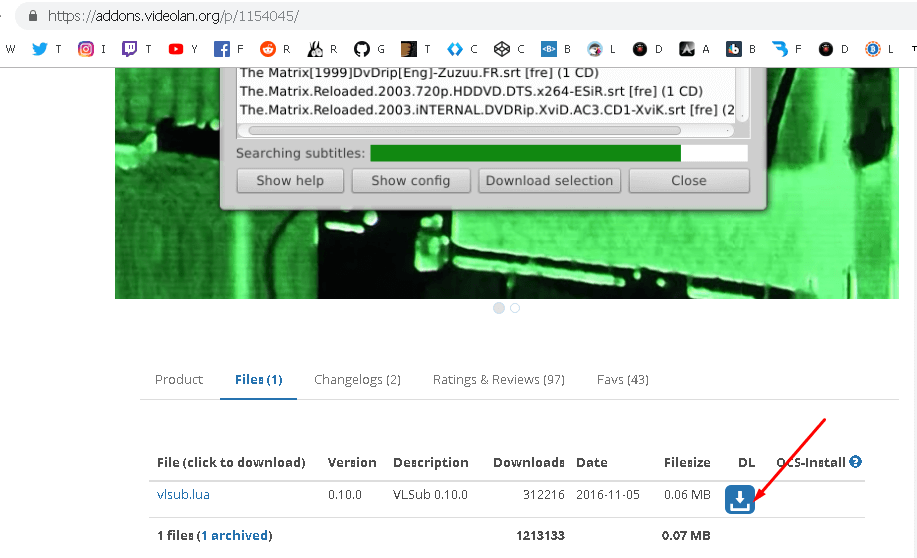 https://addons.videolan.org/p/1154045/
W T I T Y F R R G T C C B L D A B F D L
The Matrix[1999]DvDrip[Eng]-Zuzuu.FR.srt [fre] (1 CD)
The.Matrix.Reloaded.2003.720p.HDDVD.DTS.x264-ESiR.srt [fre] (1 CD)
The.Matrix.Reloaded.2003.iNTERNAL.DVDRip.XviD.AC3.CD1-XviK.srt [fre] (2
Searching subtitles:
Show help Show config Download selection Close
Product Files (1) Changelogs (2) Ratings & Reviews (97) Favs (43)
File (click to download) Version Description Downloads Date Filesize DL OCS-Install
vlsub.lua 0.10.0 VLSub 0.10.0 312216 2016-11-05 0.06 MB
1 files (1 archived) 1213133 0.07 MB